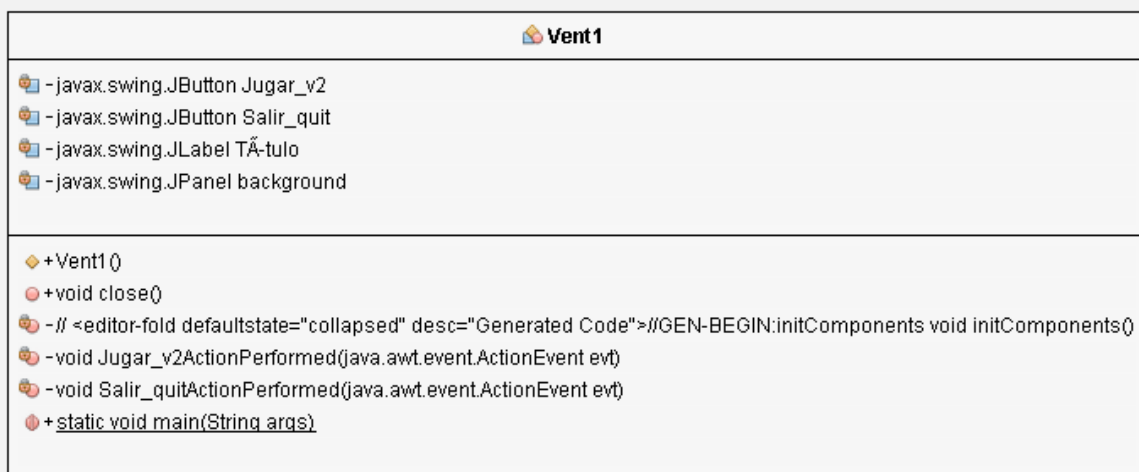 Vent1
-javax.swing.JButton Jugar_v2
-javax.swing.JButton Salir_quit
-javax.swing.JLabel TÃ-tulo
-javax.swing.JPanel background
+Vent1()
+void close()
-// <editor-fold defaultstate="collapsed" desc="Generated Code">//GEN-BEGIN:initComponents void initComponents()
-void Jugar_v2ActionPerformed(java.awt.event.ActionEvent evt)
-void Salir_quitActionPerformed(java.awt.event.ActionEvent evt)
+static void main(String args)